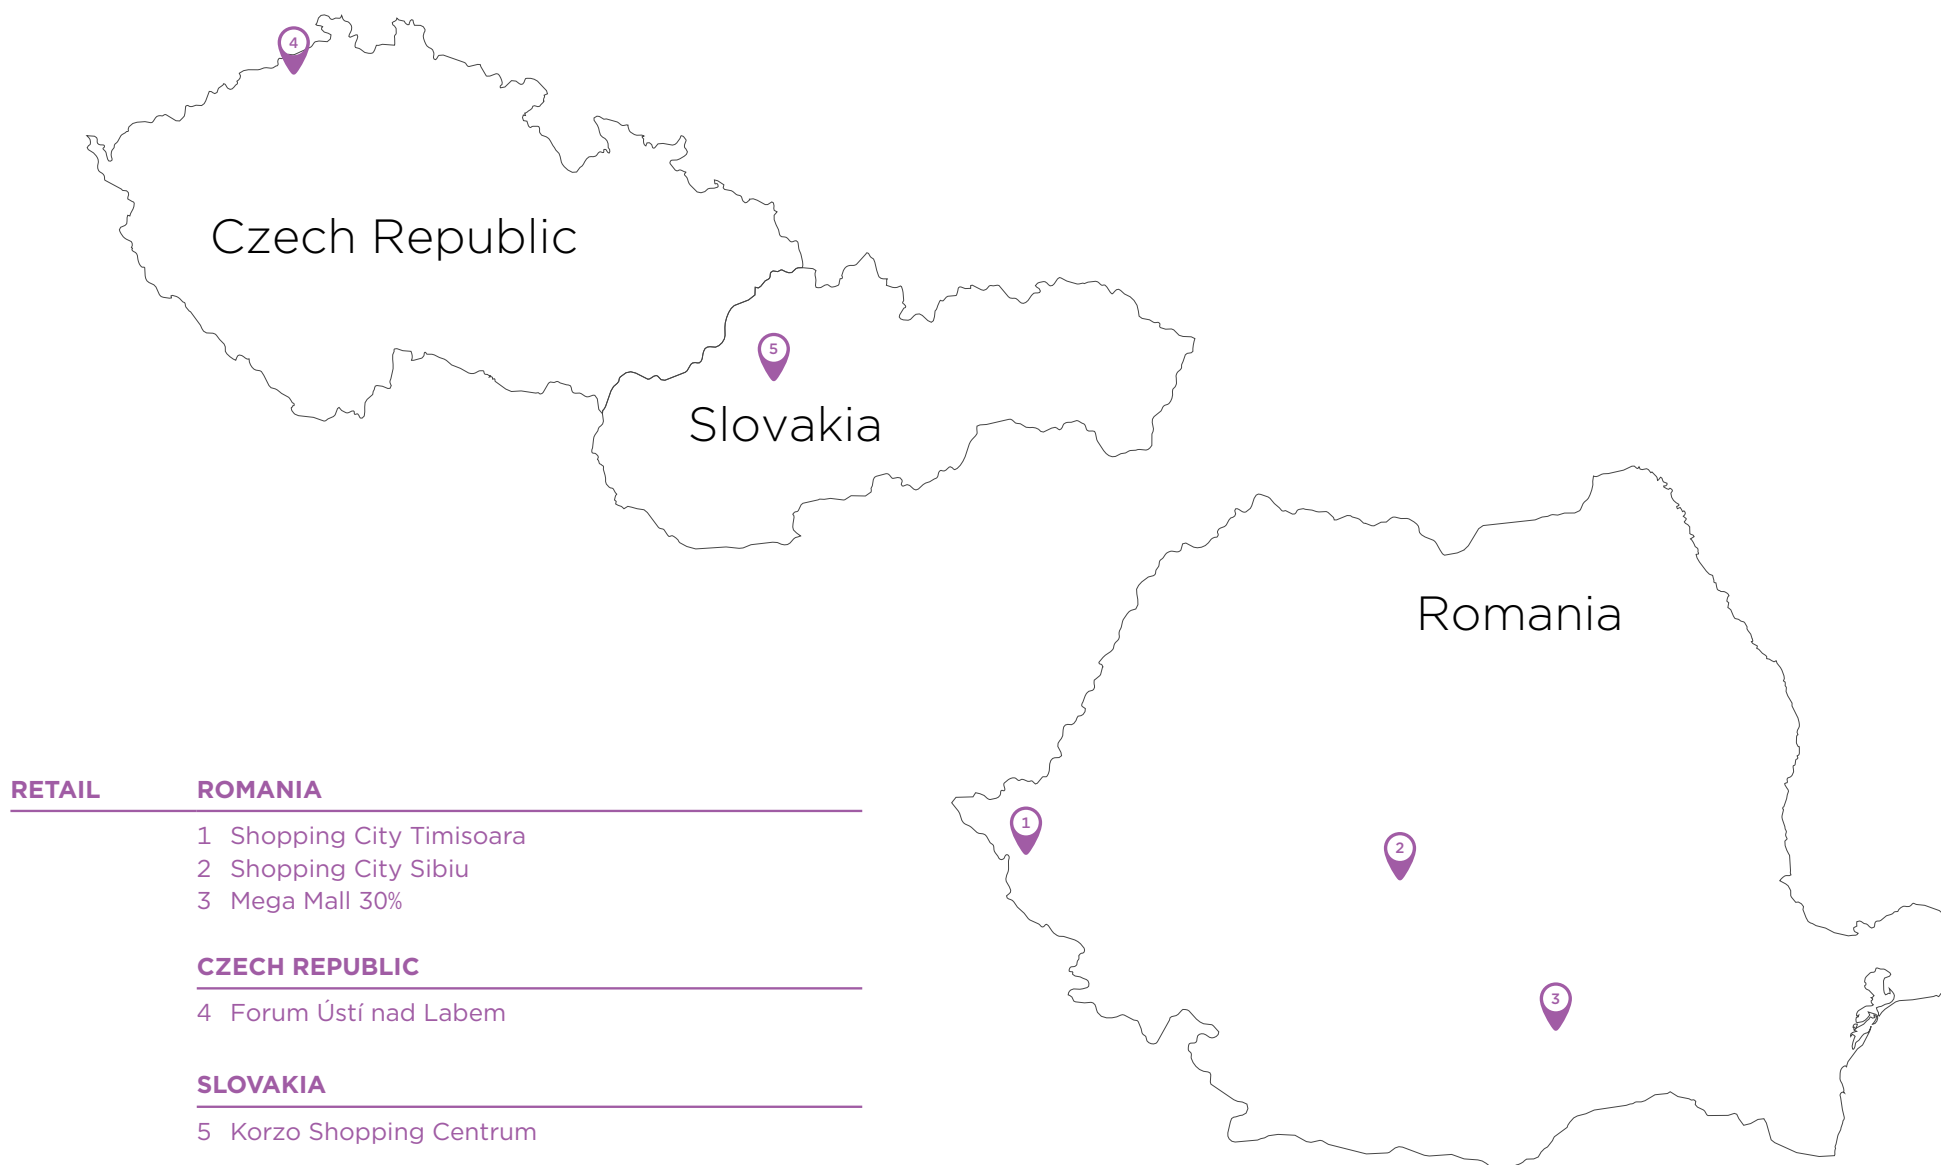 4
Czech Republic
5
Slovakia
Romania
RETAIL ROMANIA
1 Shopping City Timisoara
2 Shopping City Sibiu
3 Mega Mall 30%
CZECH REPUBLIC
4 Forum Ústí nad Labem
SLOVAKIA
5 Korzo Shopping Centrum
1
2
3